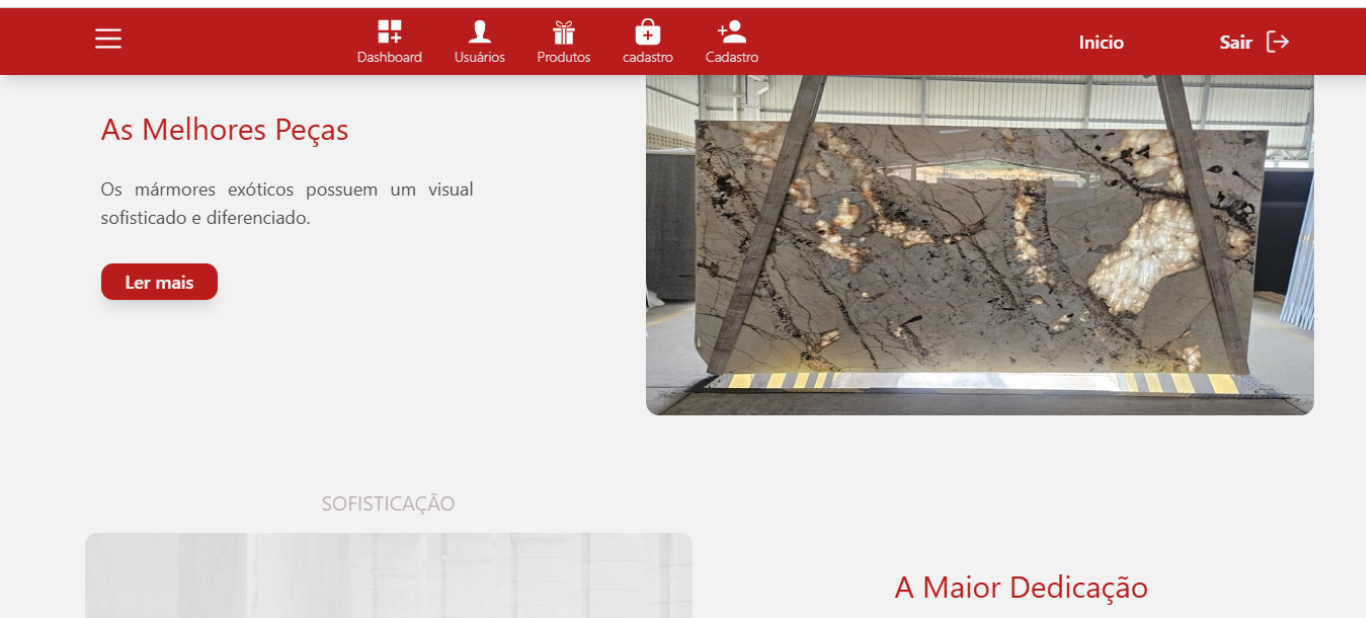 Dashboard
Usuários
Produtos
cadastro
Cadastro
Inicio
Sair
As Melhores Peças
Os mármores exóticos possuem um visual
sofisticado e diferenciado.
Ler mais
SOFISTICAÇÃO
A Maior Dedicação